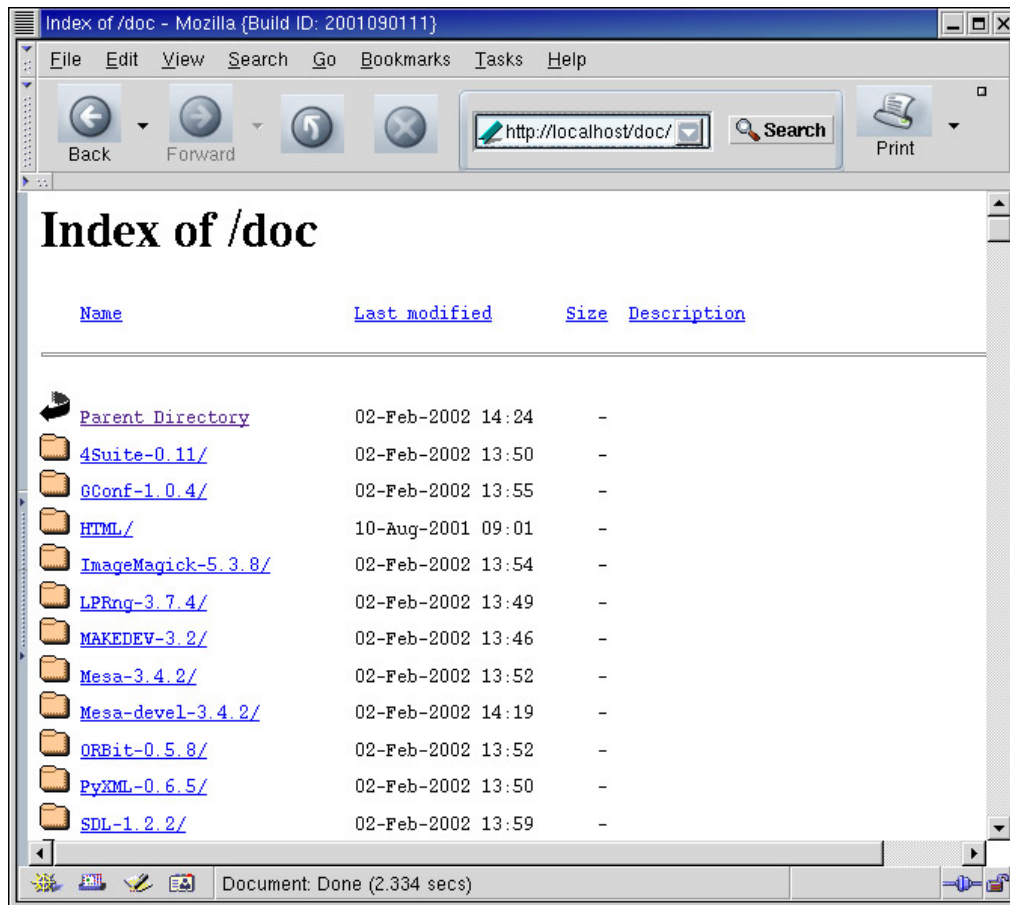 Index of /doc - Mozilla {Build ID: 2001090111}
File Edit View Search Go Bookmarks Tasks Help
http://localhost/doc/ Search
Back Forward Print
Index of /doc
Name Last modified Size Description
Parent Directory 02-Feb-2002 14:24 -
4Suite-0.11/ 02-Feb-2002 13:50 -
GConf-1.0.4/ 02-Feb-2002 13:55 -
HTML/ 10-Aug-2001 09:01 -
ImageMagick-5.3.8/ 02-Feb-2002 13:54 -
LPRng-3.7.4/ 02-Feb-2002 13:49 -
MAKEDEV-3.2/ 02-Feb-2002 13:46 -
Mesa-3.4.2/ 02-Feb-2002 13:52 -
Mesa-devel-3.4.2/ 02-Feb-2002 14:19 -
ORBit-0.5.8/ 02-Feb-2002 13:52 -
PyXML-0.6.5/ 02-Feb-2002 13:50 -
SDL-1.2.2/ 02-Feb-2002 13:59 -
Document: Done (2.334 secs)